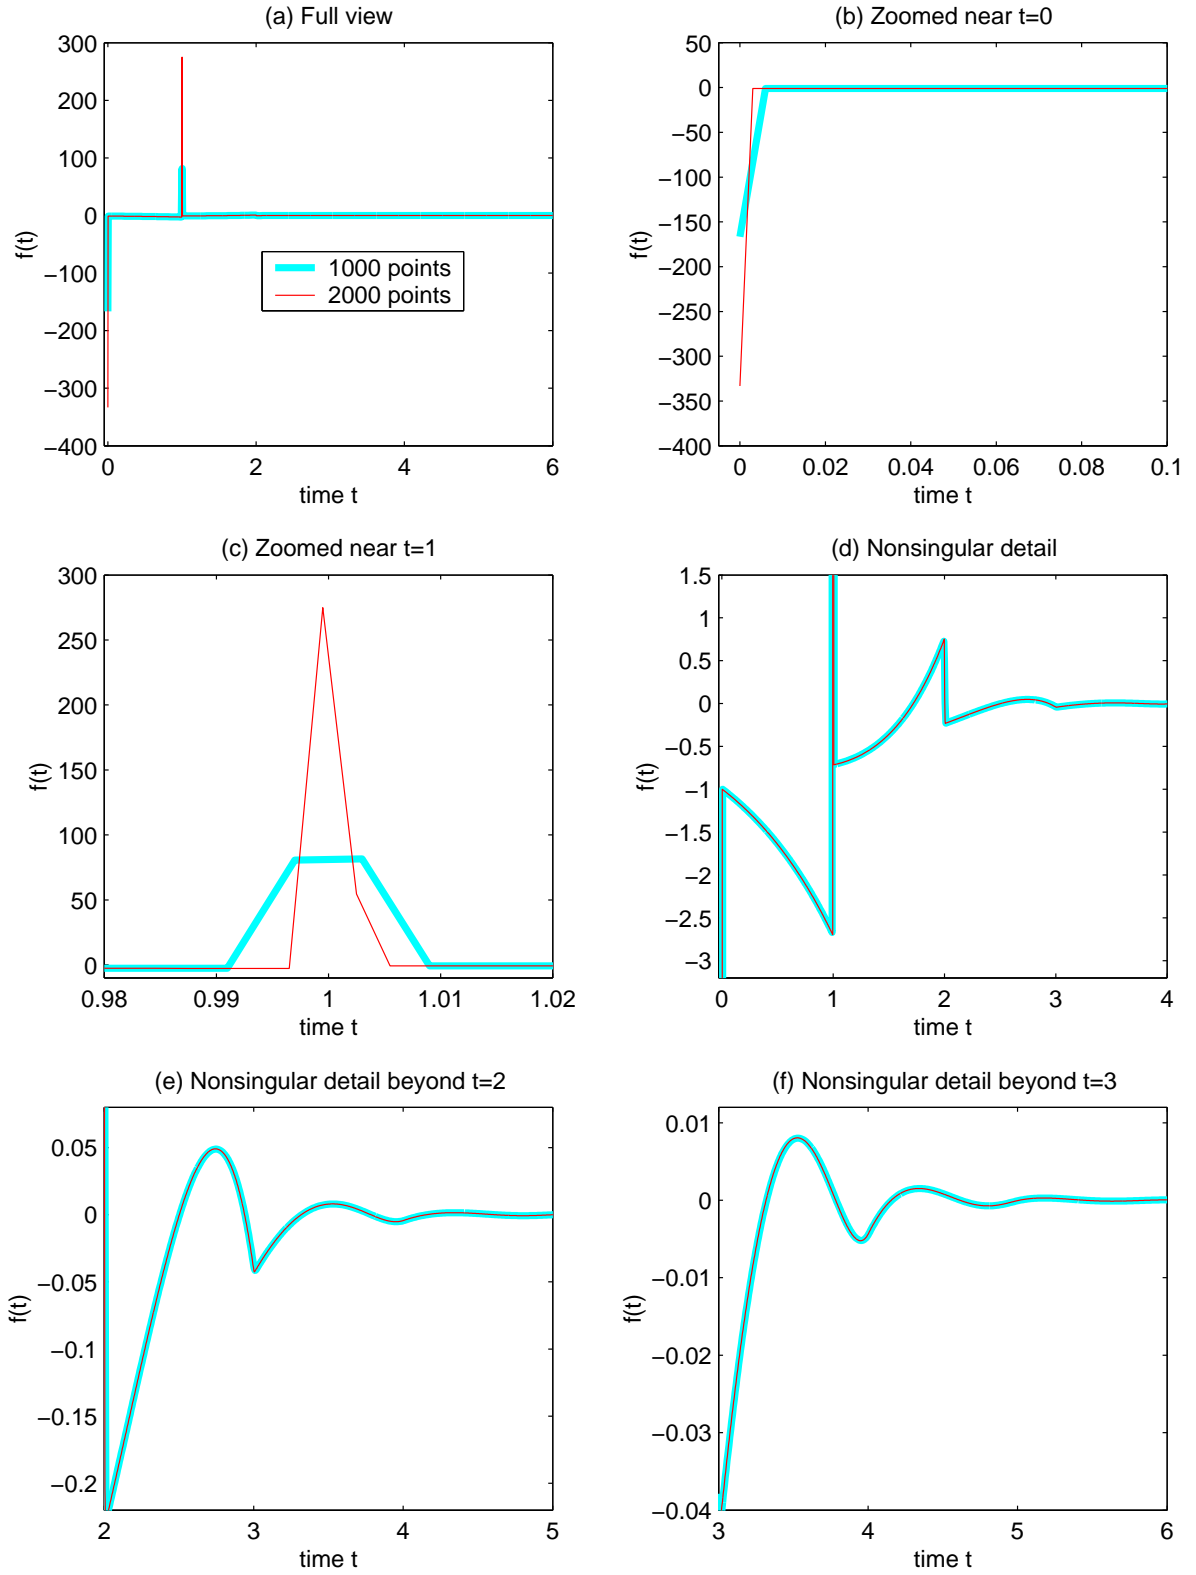 (a) Full view
300
200
100
0
−100
−200
−300
−400
f(t)
1000 points
2000 points
0 2 4 6
time t
(b) Zoomed near t=0
50
0
−50
−100
−150
−200
−250
−300
−350
−400
f(t)
0 0.02 0.04 0.06 0.08 0.1
time t
(c) Zoomed near t=1
300
250
200
150
100
50
0
f(t)
0.98 0.99 1 1.01 1.02
time t
(d) Nonsingular detail
1.5
1
0.5
0
−0.5
−1
−1.5
−2
−2.5
−3
f(t)
0 1 2 3 4
time t
(e) Nonsingular detail beyond t=2
0.05
0
−0.05
−0.1
−0.15
−0.2
f(t)
2 3 4 5
time t
(f) Nonsingular detail beyond t=3
0.01
0
−0.01
−0.02
−0.03
−0.04
f(t)
3 4 5 6
time t